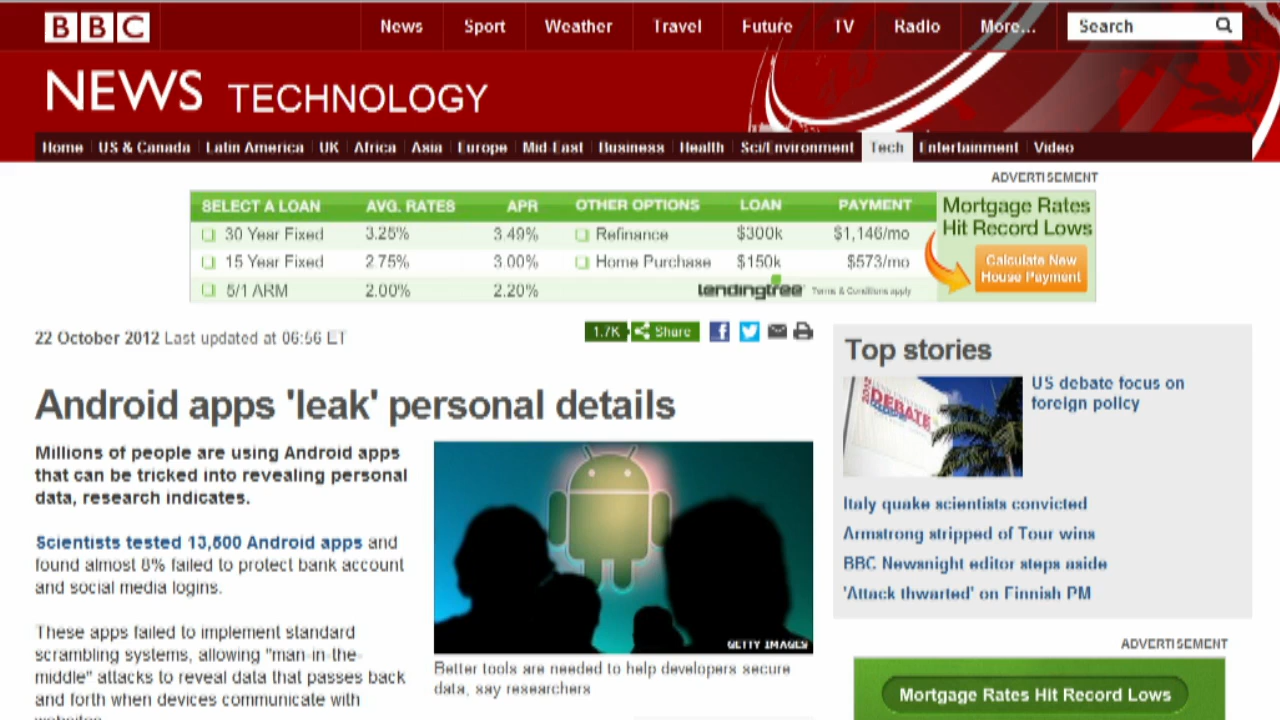 BBC
News Sport Weather Travel Future TV Radio More... Search
NEWS TECHNOLOGY
Home US & Canada Latin America UK Africa Asia Europe Mid-East Business Health Sci/Environment Tech Entertainment Video
ADVERTISEMENT
SELECT A LOAN AVG. RATES APR OTHER OPTIONS LOAN PAYMENT
30 Year Fixed 3.25% 3.49% Refinance $300k $1,146/mo
15 Year Fixed 2.75% 3.00% Home Purchase $150k $573/mo
5/1 ARM 2.00% 2.20% lendingtree Terms & Conditions apply
Mortgage Rates
Hit Record Lows
Calculate New
House Payment
22 October 2012 Last updated at 06:56 ET
1.7K Share
Android apps 'leak' personal details
Millions of people are using Android apps
that can be tricked into revealing personal
data, research indicates.
Scientists tested 13,500 Android apps and
found almost 8% failed to protect bank account
and social media logins.
These apps failed to implement standard
scrambling systems, allowing "man-in-the-
middle" attacks to reveal data that passes back
and forth when devices communicate with
websites.
GETTY IMAGES
Better tools are needed to help developers secure
data, say researchers
Top stories
2012 DEBATE
US debate focus on
foreign policy
Italy quake scientists convicted
Armstrong stripped of Tour wins
BBC Newsnight editor steps aside
'Attack thwarted' on Finnish PM
ADVERTISEMENT
Mortgage Rates Hit Record Lows